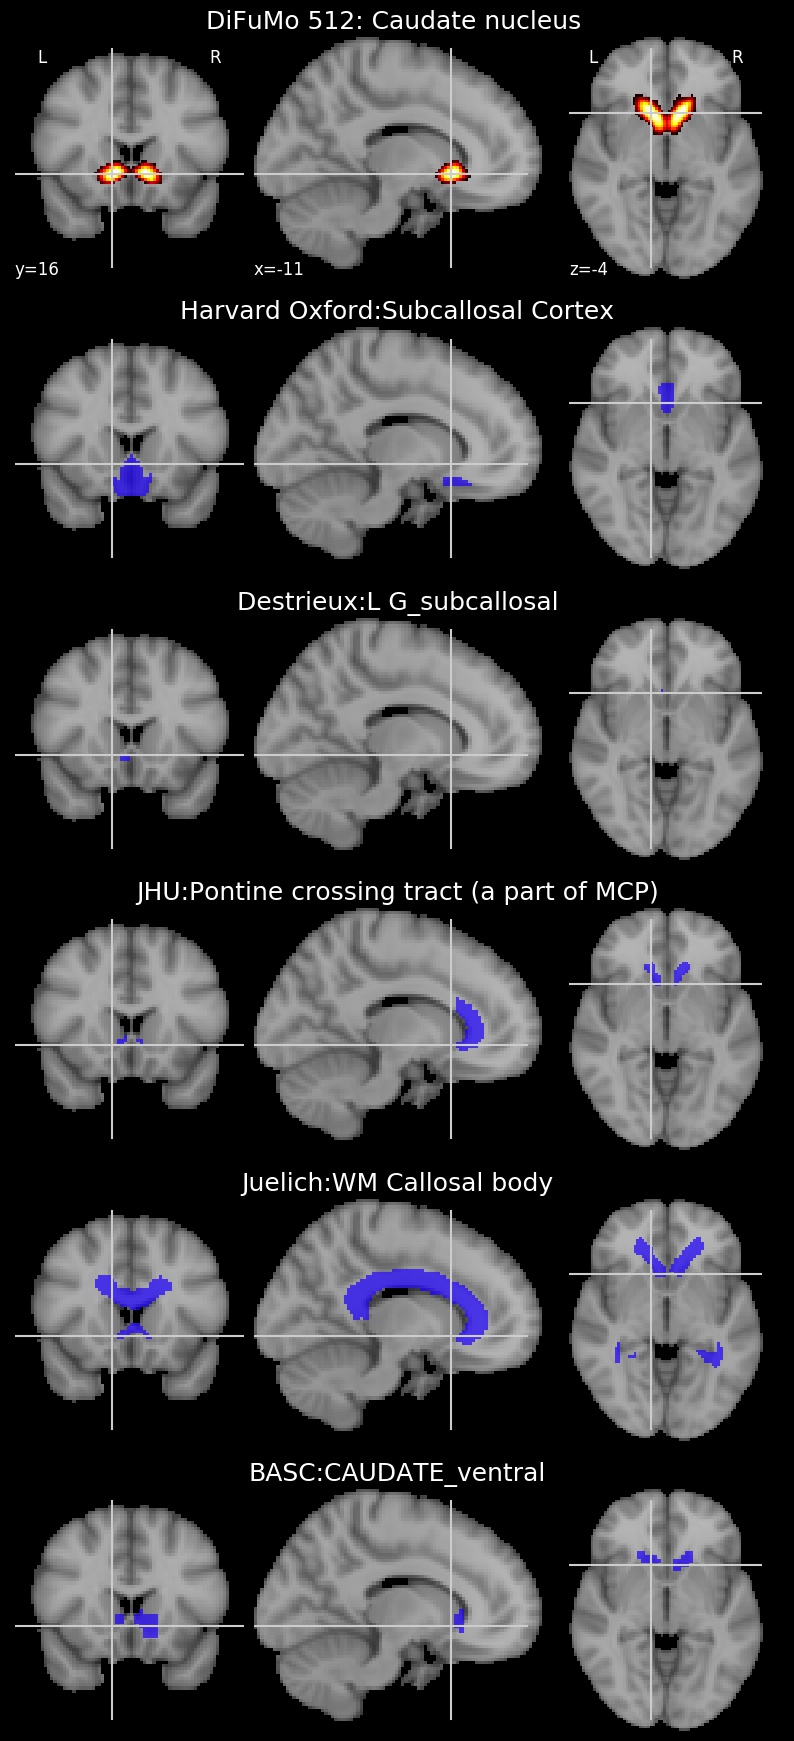 DiFuMo 512: Caudate nucleus
L R L R
y=16 x=-11 z=-4
Harvard Oxford:Subcallosal Cortex
Destrieux:L G_subcallosal
JHU:Pontine crossing tract (a part of MCP)
Juelich:WM Callosal body
BASC:CAUDATE_ventral